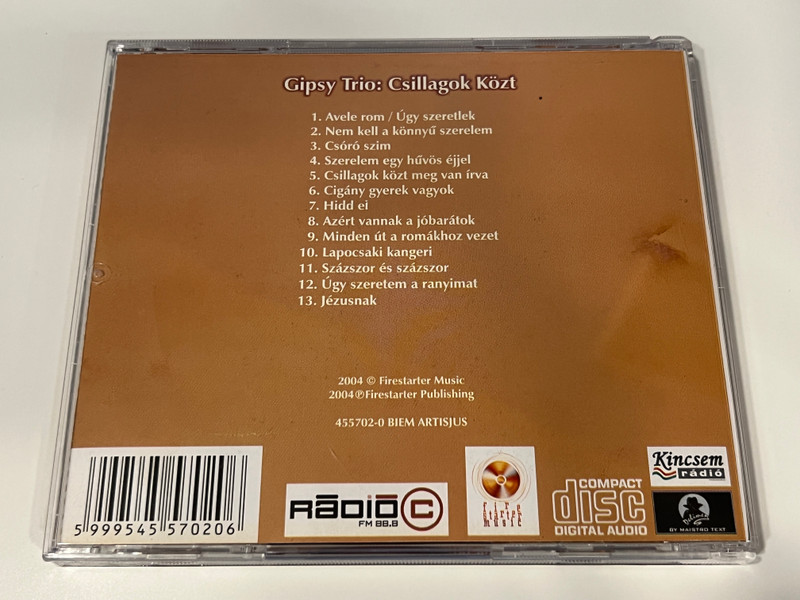 Gipsy Trio: Csillagok Közt
1. Avele rom / Úgy szeretlek
2. Nem kell a könnyű szerelem
3. Csóró szim
4. Szerelem egy hűvös éjjel
5. Csillagok közt meg van írva
6. Cigány gyerek vagyok
7. Hidd ei
8. Azért vannak a jóbarátok
9. Minden út a romákhoz vezet
10. Lapocsaki kangeri
11. Százszor és százszor
12. Úgy szeretem a ranyimat
13. Jézusnak
2004 © Firestarter Music
2004 ℗ Firestarter Publishing
455702-0 BIEM ARTISJUS
5 999545 570206
RÁDIÓ C
FM 88.8
COMPACT
disc
DIGITAL AUDIO
Kincsem
rádió
BY MAISTRO TEXT